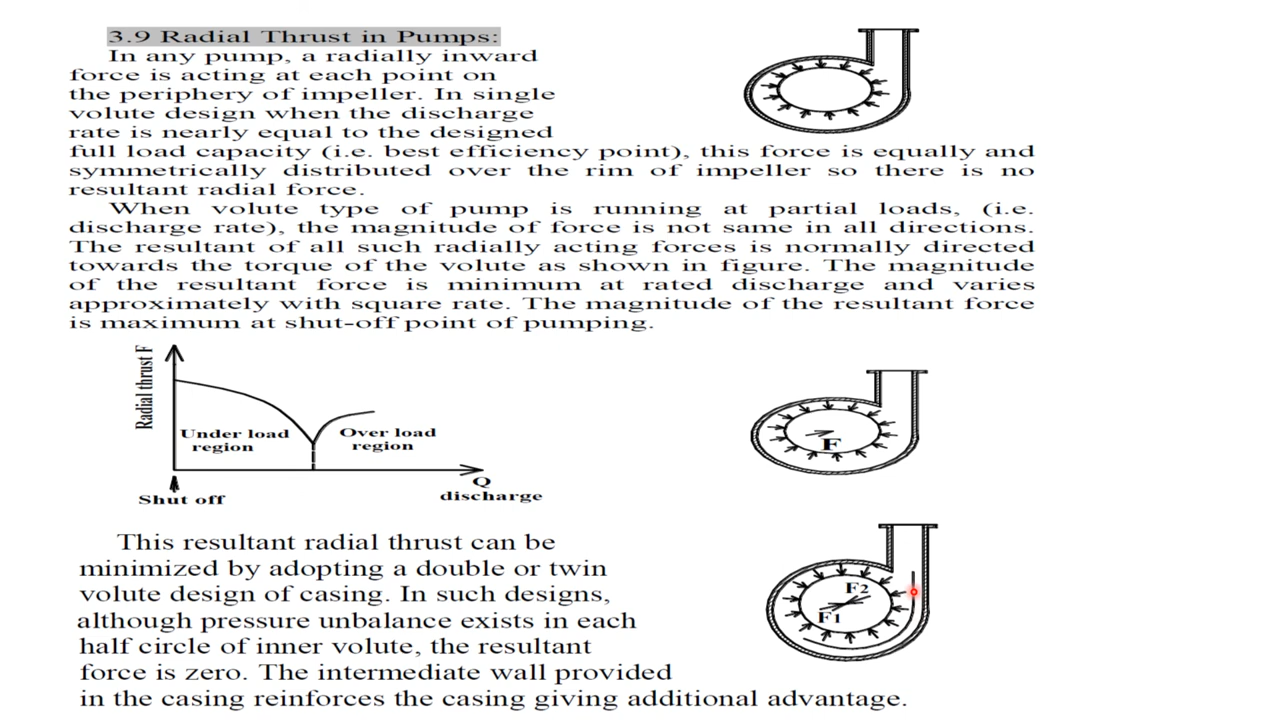 3.9 Radial Thrust in Pumps:
In any pump, a radially inward
force is acting at each point on
the periphery of impeller. In single
volute design when the discharge
rate is nearly equal to the designed
full load capacity (i.e. best efficiency point), this force is equally and
symmetrically distributed over the rim of impeller so there is no
resultant radial force.
When volute type of pump is running at partial loads, (i.e.
discharge rate), the magnitude of force is not same in all directions.
The resultant of all such radially acting forces is normally directed
towards the torque of the volute as shown in figure. The magnitude
of the resultant force is minimum at rated discharge and varies
approximately with square rate. The magnitude of the resultant force
is maximum at shut-off point of pumping.
Radial thrust F
Under load
region
Over load
region
Q
discharge
Shut off
F
This resultant radial thrust can be
minimized by adopting a double or twin
volute design of casing. In such designs,
although pressure unbalance exists in each
half circle of inner volute, the resultant
force is zero. The intermediate wall provided
in the casing reinforces the casing giving additional advantage.
F2
F1